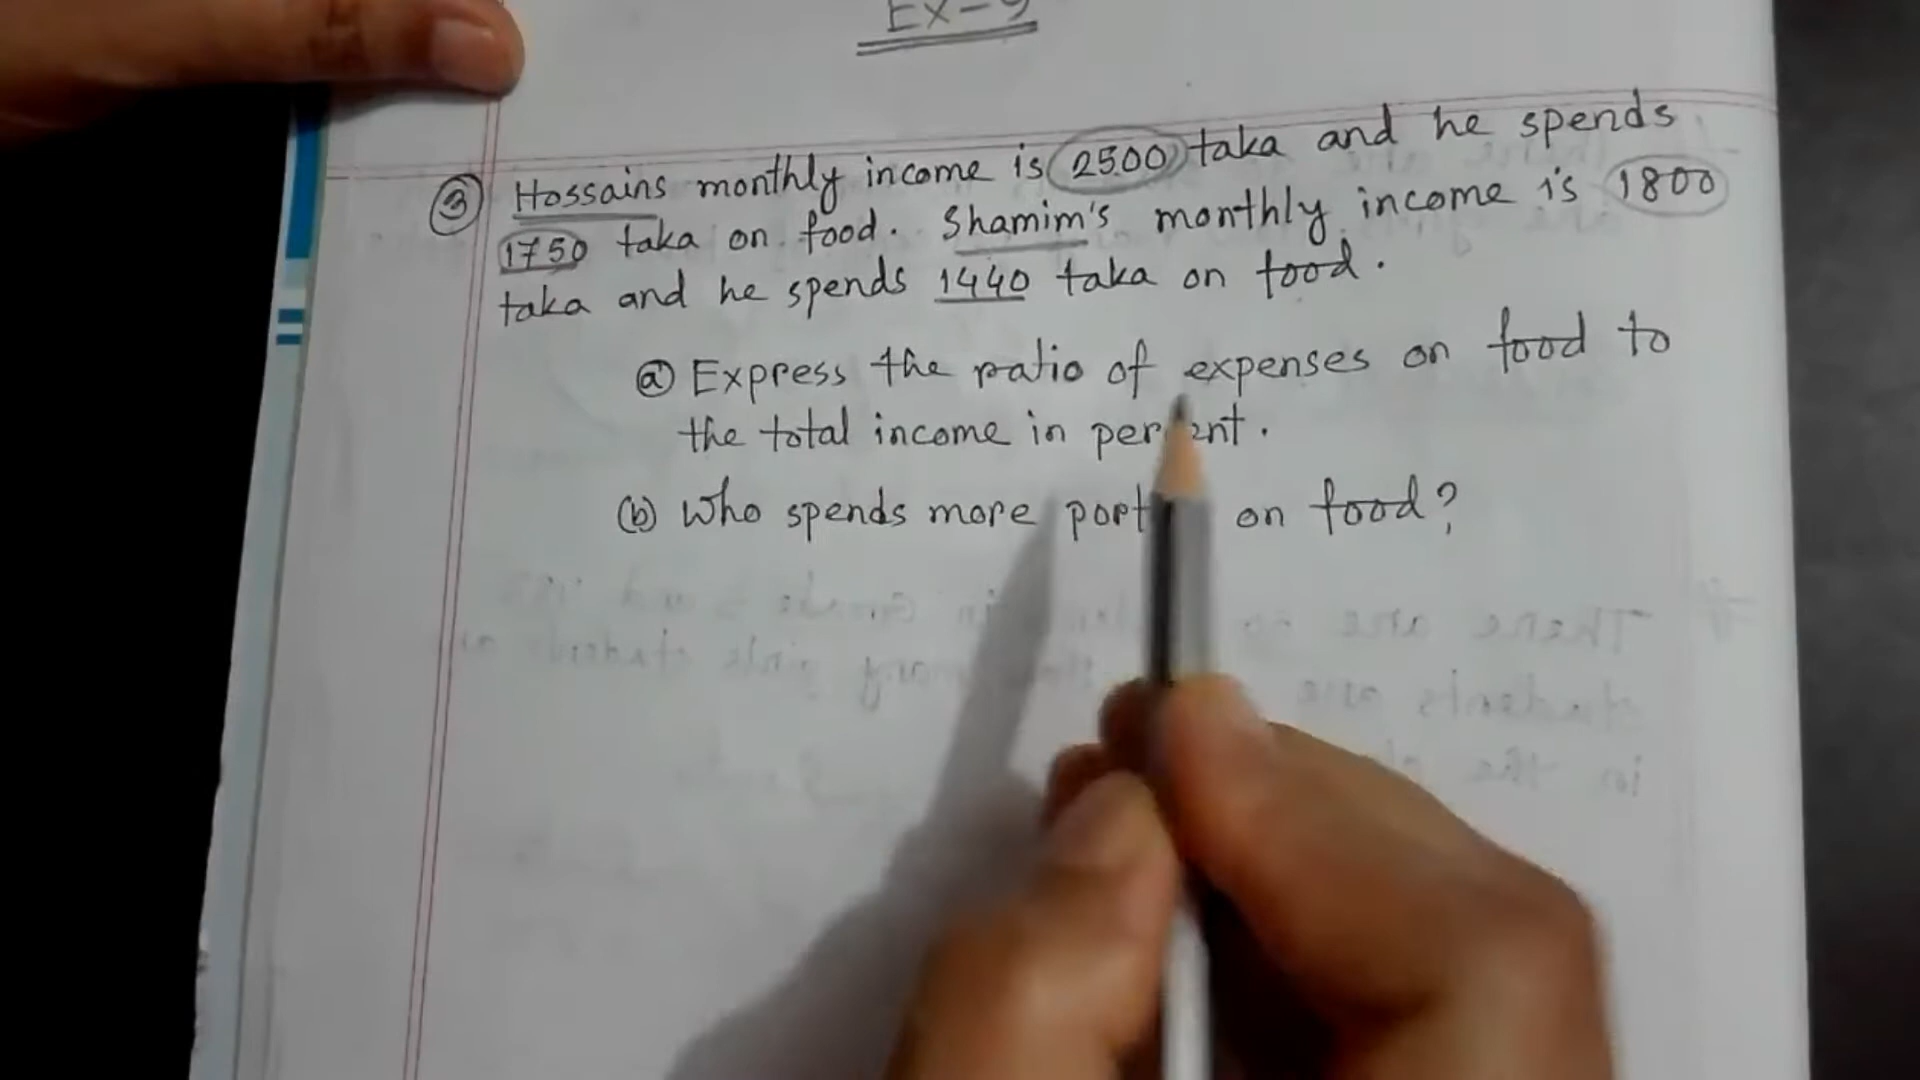 Ex-9
③ Hossains monthly income is 2500 taka and he spends
1750 taka on food. Shamim's monthly income is 1800
taka and he spends 1440 taka on food.
ⓐ Express the ratio of expenses on food to
the total income in percent.
(b) Who spends more on food?